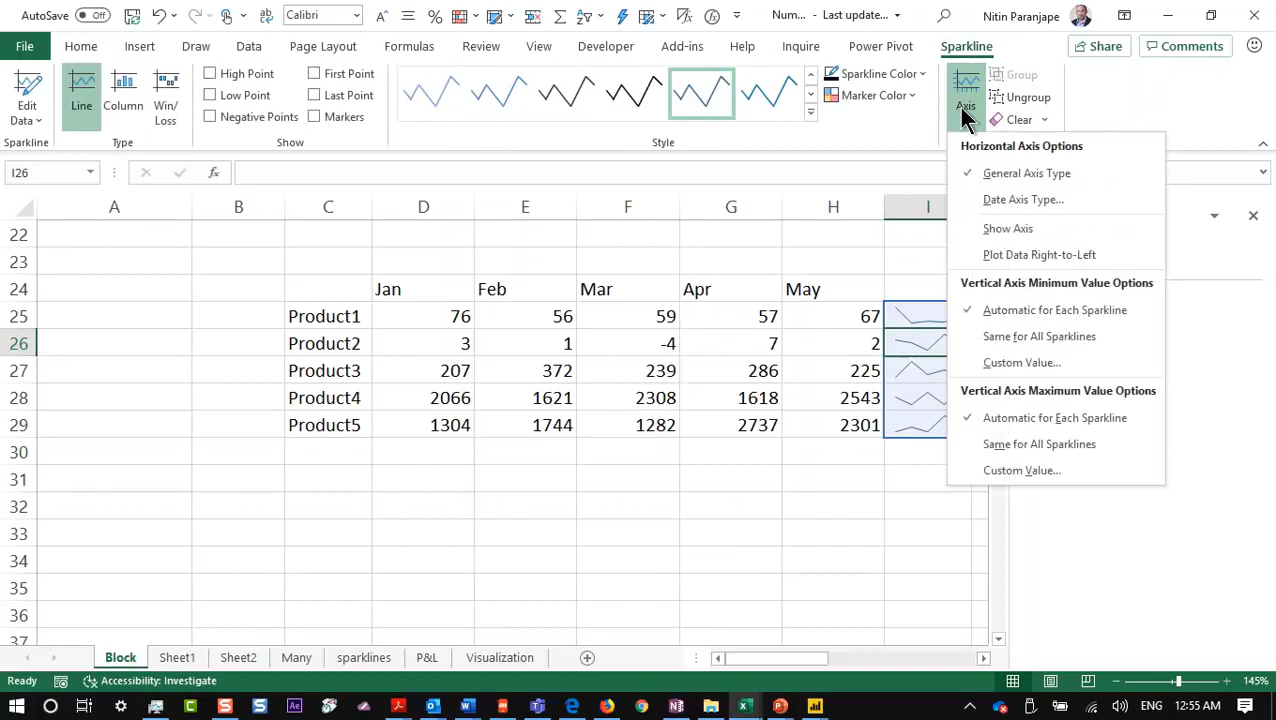 AutoSave Off Calibri Num... - Last update... Nitin Paranjape
File Home Insert Draw Data Page Layout Formulas Review View Developer Add-ins Help Inquire Power Pivot Sparkline Share Comments
Edit Data
Line
Column
Win/ Loss
High Point First Point
Low Point Last Point
Negative Points Markers
Sparkline Color
Marker Color
Axis
Group
Ungroup
Clear
Sparkline Type Show Style
Horizontal Axis Options
General Axis Type
Date Axis Type...
Show Axis
Plot Data Right-to-Left
Vertical Axis Minimum Value Options
Automatic for Each Sparkline
Same for All Sparklines
Custom Value...
Vertical Axis Maximum Value Options
Automatic for Each Sparkline
Same for All Sparklines
Custom Value...
I26 fx
A B C D E F G H I
22
23
24 Jan Feb Mar Apr May
25 Product1 76 56 59 57 67
26 Product2 3 1 -4 7 2
27 Product3 207 372 239 286 225
28 Product4 2066 1621 2308 1618 2543
29 Product5 1304 1744 1282 2737 2301
30
31
32
33
34
35
36
37
Block Sheet1 Sheet2 Many sparklines P&L Visualization
Ready Accessibility: Investigate 145%
12:55 AM